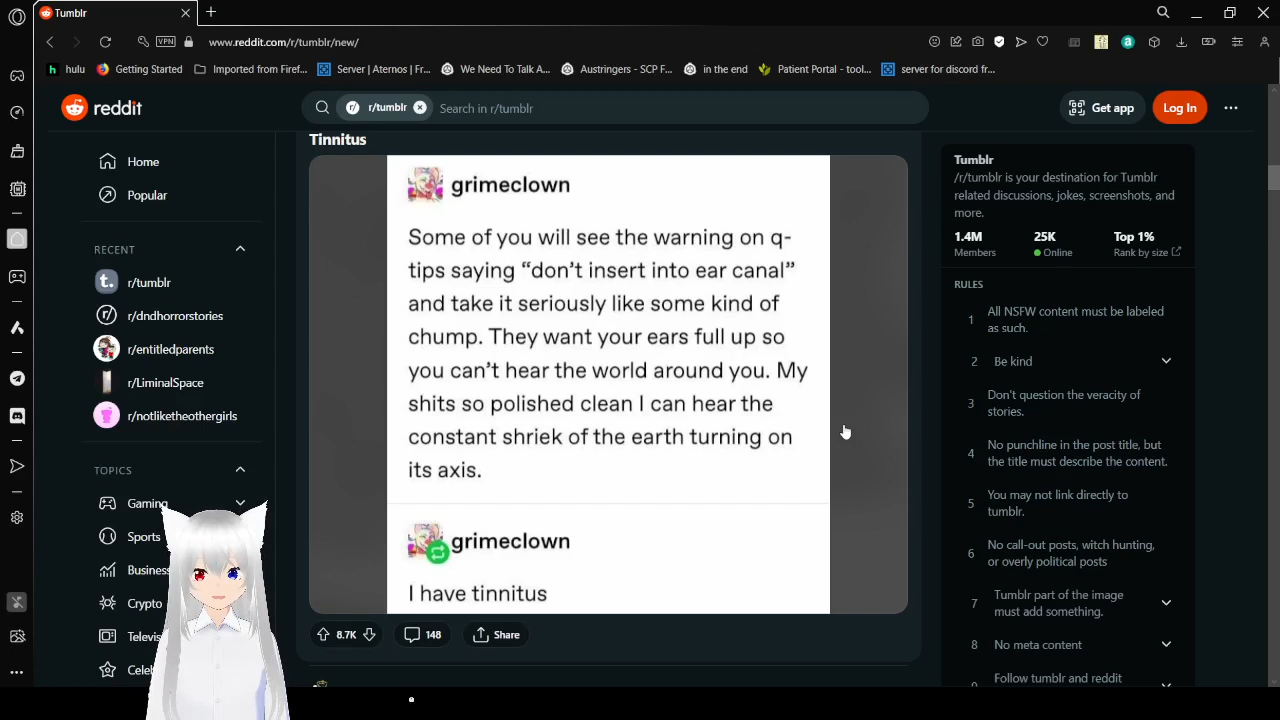 Tumblr
VPN
www.reddit.com/r/tumblr/new/
hulu
Getting Started
Imported from Firef...
Server | Aternos | Fr...
We Need To Talk A...
Austringers - SCP F...
in the end
Patient Portal - tool...
server for discord fr...
reddit
r/tumblr
Search in r/tumblr
Get app
Log In
Home
Popular
RECENT
r/tumblr
r/dndhorrorstories
r/entitledparents
r/LiminalSpace
r/notliketheothergirls
TOPICS
Gaming
Sports
Business
Crypto
Televis
Celeb
Tinnitus
grimeclown
Some of you will see the warning on q-
tips saying “don’t insert into ear canal”
and take it seriously like some kind of
chump. They want your ears full up so
you can’t hear the world around you. My
shits so polished clean I can hear the
constant shriek of the earth turning on
its axis.
grimeclown
I have tinnitus
8.7K
148
Share
Tumblr
/r/tumblr is your destination for Tumblr
related discussions, jokes, screenshots, and
more.
1.4M
25K
Top 1%
Members
Online
Rank by size
RULES
1
All NSFW content must be labeled
as such.
2
Be kind
3
Don't question the veracity of
stories.
4
No punchline in the post title, but
the title must describe the content.
5
You may not link directly to
tumblr.
6
No call-out posts, witch hunting,
or overly political posts
7
Tumblr part of the image
must add something.
8
No meta content
Follow tumblr and reddit